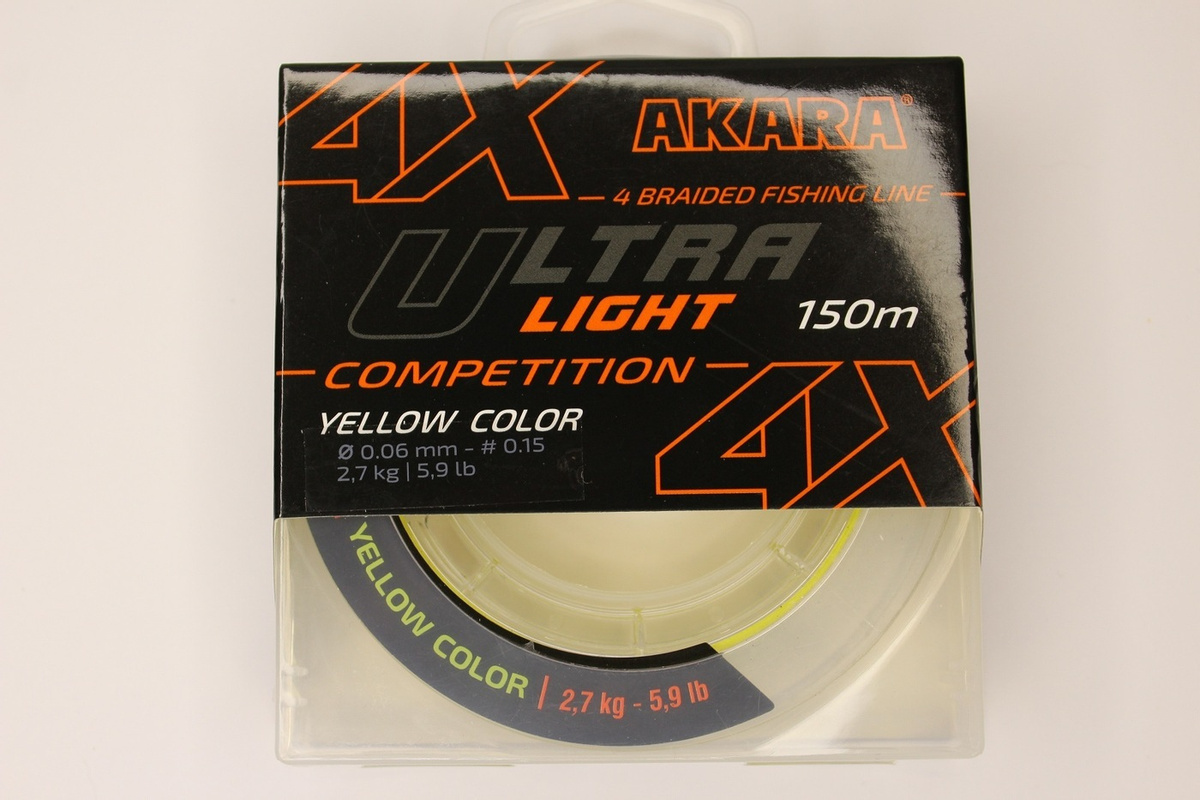 4X
AKARA®
4 BRAIDED FISHING LINE
ULTRA
LIGHT
150m
COMPETITION
4X
YELLOW COLOR
Ø 0.06 mm - # 0.15
2,7 kg | 5,9 lb
YELLOW COLOR | 2,7 kg - 5,9 lb